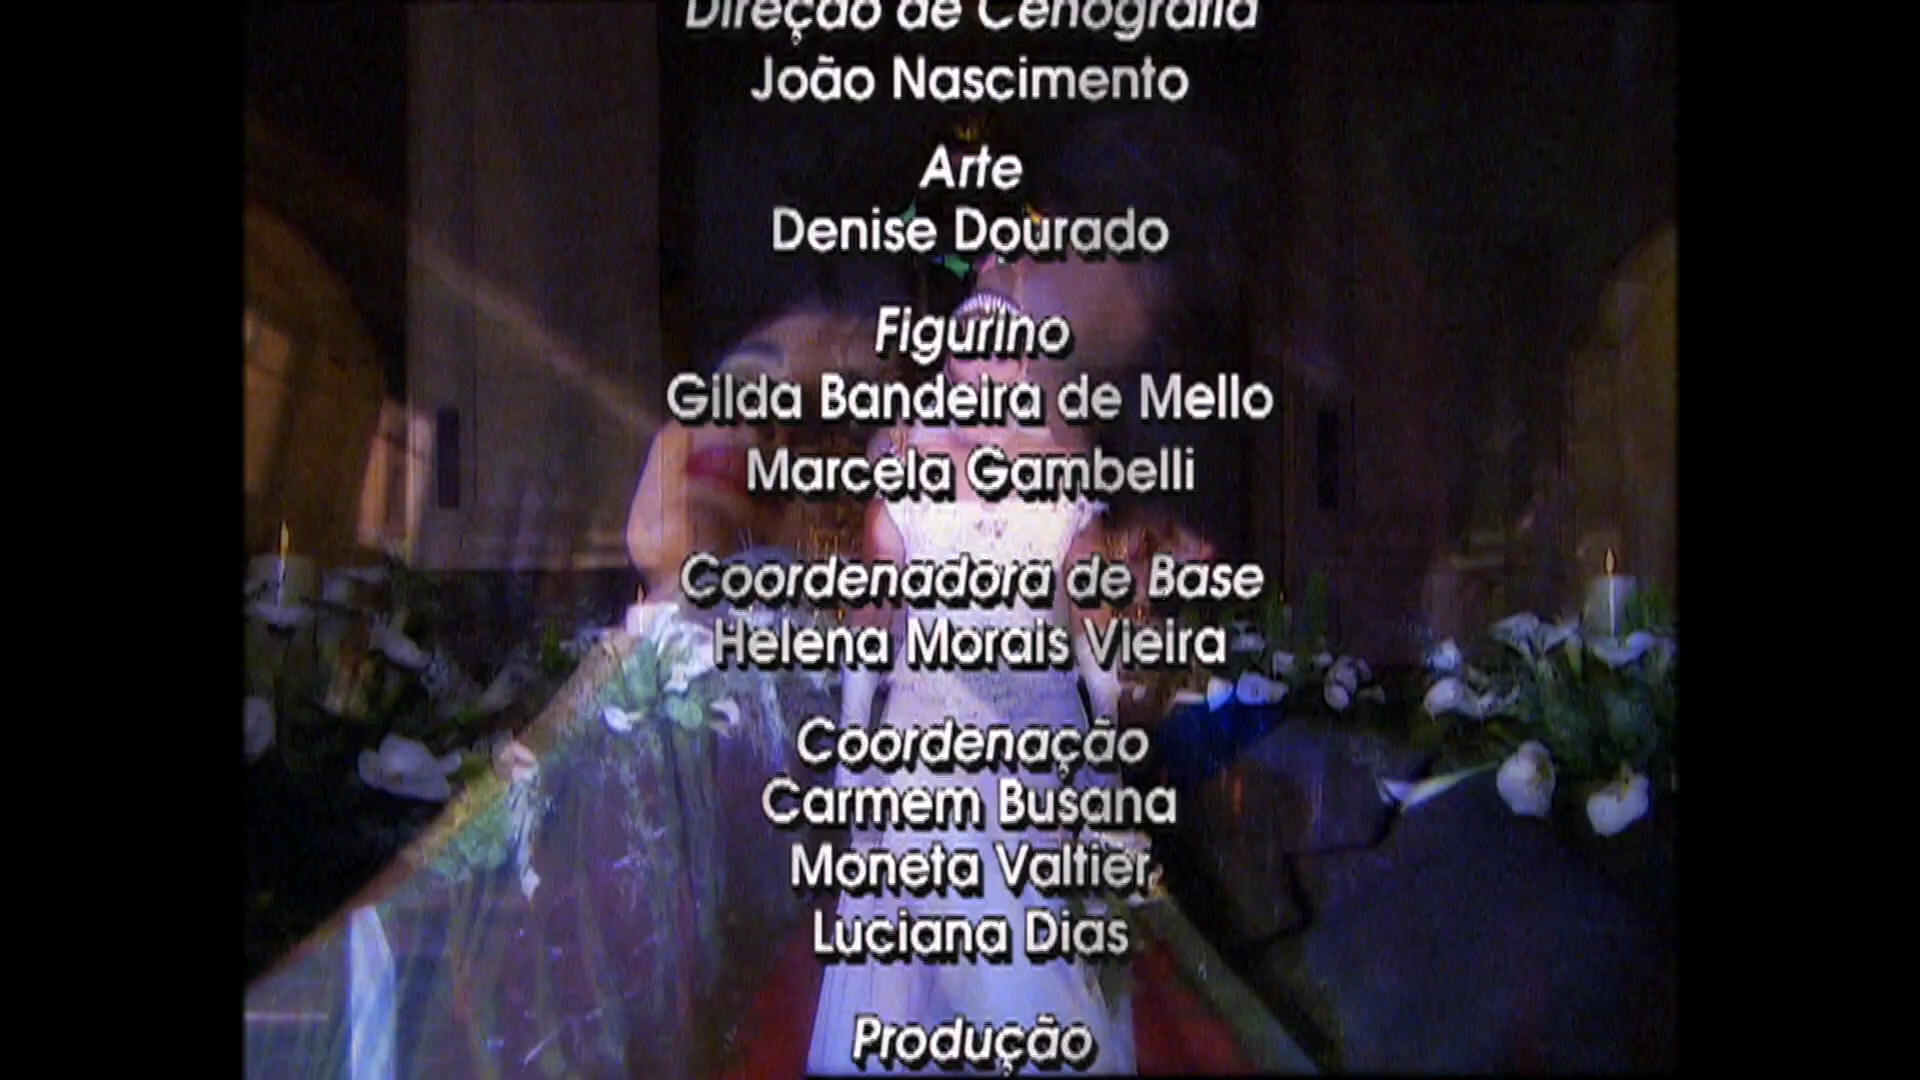 Direção de Cenografia
João Nascimento
Arte
Denise Dourado
Figurino
Gilda Bandeira de Mello
Marcela Gambelli
Coordenadora de Base
Helena Morais Vieira
Coordenação
Carmem Busana
Moneta Valtier
Luciana Dias
Produção